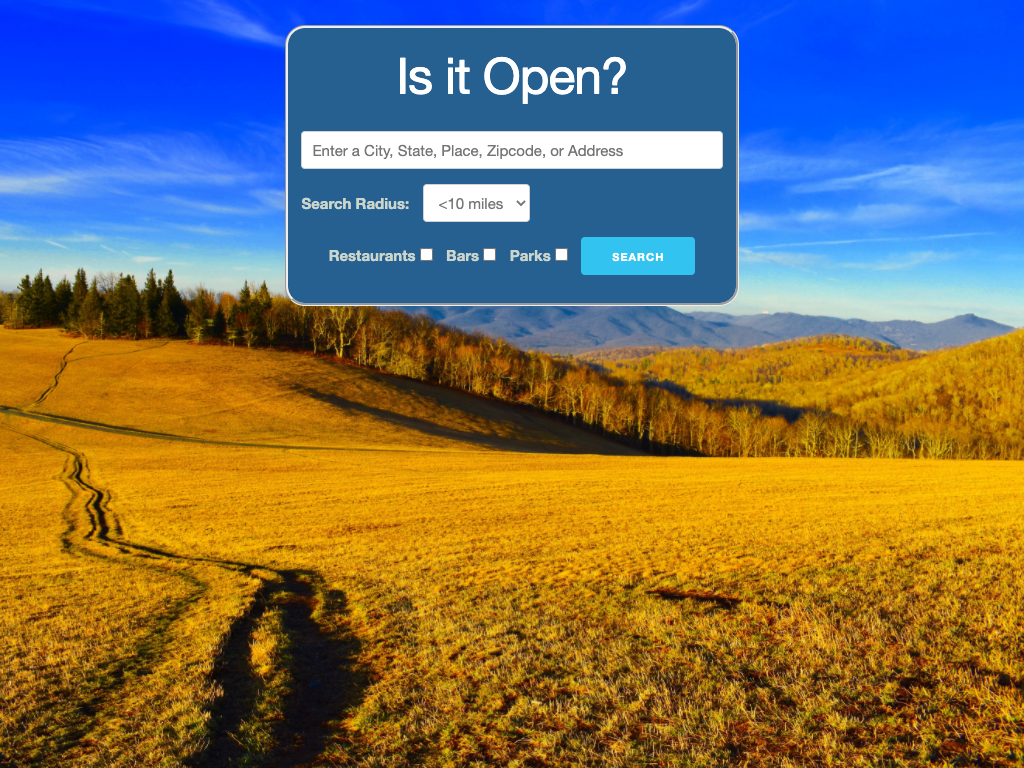 Is it Open?
Enter a City, State, Place, Zipcode, or Address
Search Radius: <10 miles
Restaurants Bars Parks SEARCH